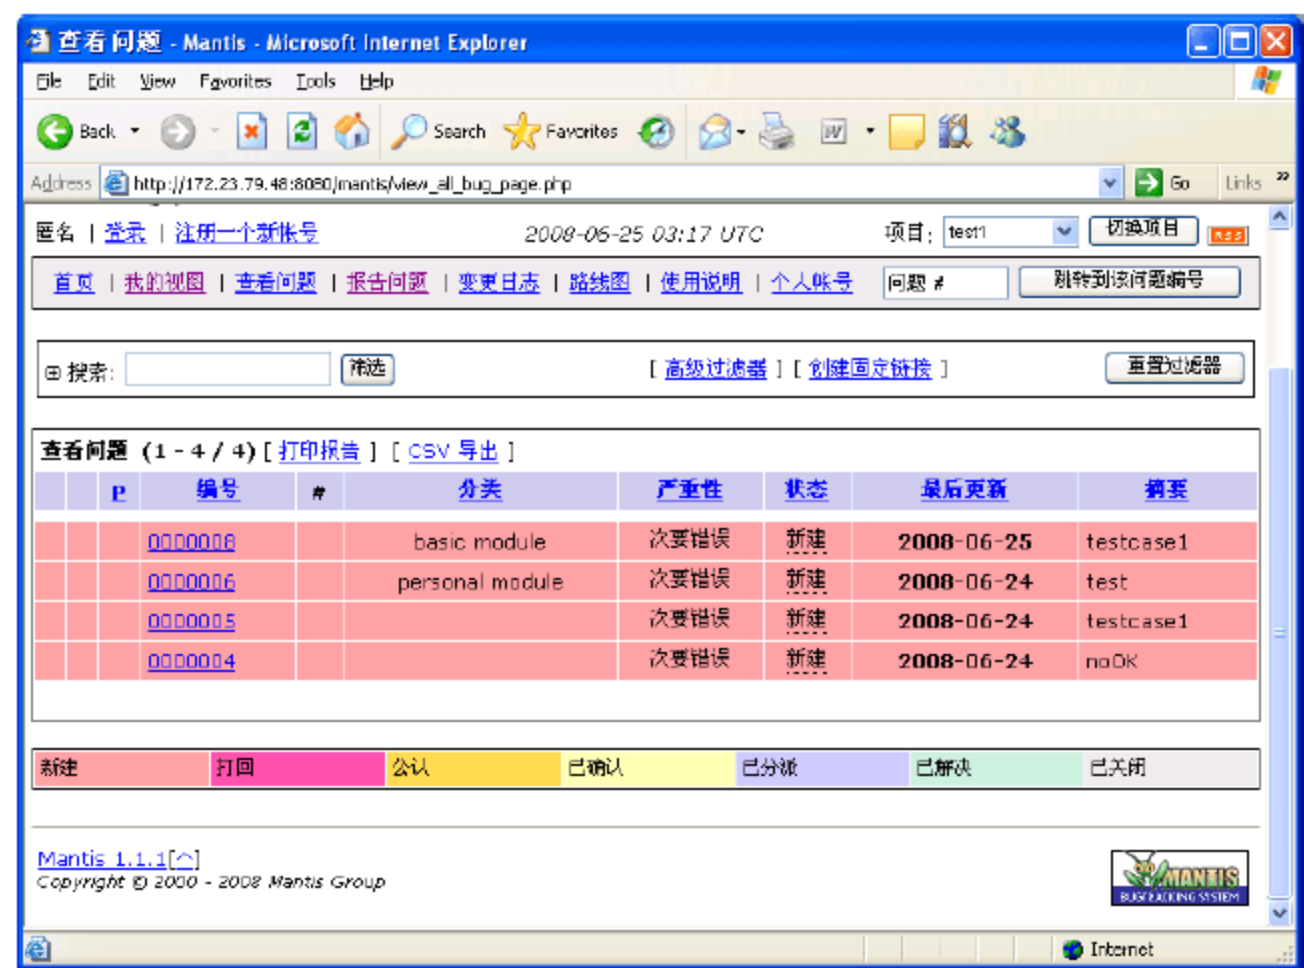 查看问题 - Mantis - Microsoft Internet Explorer
File Edit View Favorites Tools Help
Back Search Favorites
Address http://172.23.79.48:8080/mantis/view_all_bug_page.php Go Links »
匿名 | 登录 | 注册一个新帐号 2008-06-25 03:17 UTC 项目: test1 切换项目 RSS
首页 | 我的视图 | 查看问题 | 报告问题 | 变更日志 | 路线图 | 使用说明 | 个人帐号 问题 # 跳转到该问题编号
搜索: 筛选 [ 高级过滤器 ] [ 创建固定链接 ] 重置过滤器
查看问题 (1 - 4 / 4) [ 打印报告 ] [ CSV 导出 ]
P 编号 # 分类 严重性 状态 最后更新 摘要
0000008 basic module 次要错误 新建 2008-06-25 testcase1
0000006 personal module 次要错误 新建 2008-06-24 test
0000005 次要错误 新建 2008-06-24 testcase1
0000004 次要错误 新建 2008-06-24 noOK
新建 打回 公认 已确认 已分派 已解决 已关闭
Mantis 1.1.1[^]
Copyright © 2000 - 2008 Mantis Group
MANTIS
BUGTRACKING SYSTEM
Internet